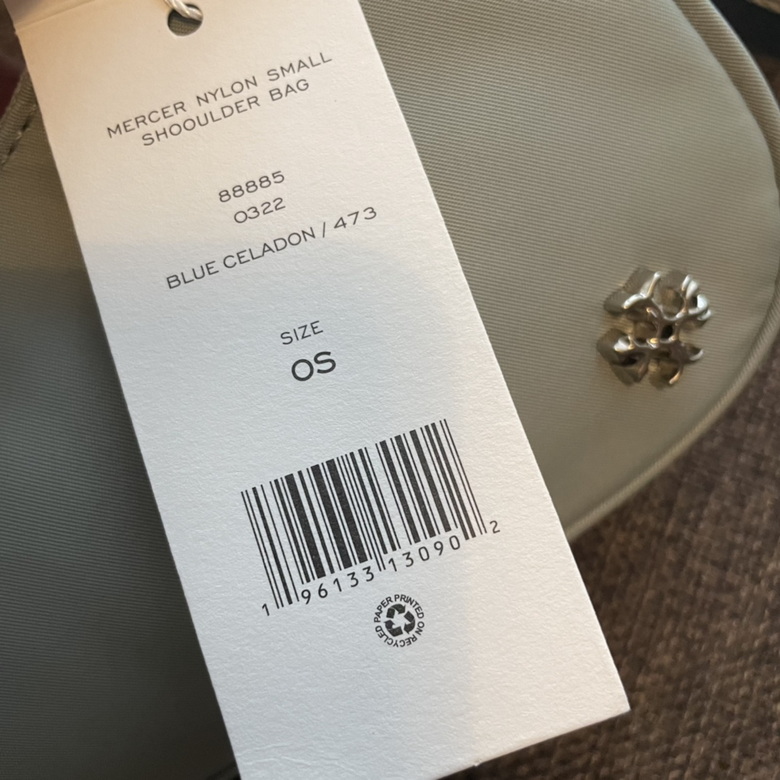 MERCER NYLON SMALL
SHOOULDER BAG
88885
0322
BLUE CELADON / 473
SIZE
OS
1 96133 13090 2
PAPER PRINTED ON RECYCLED